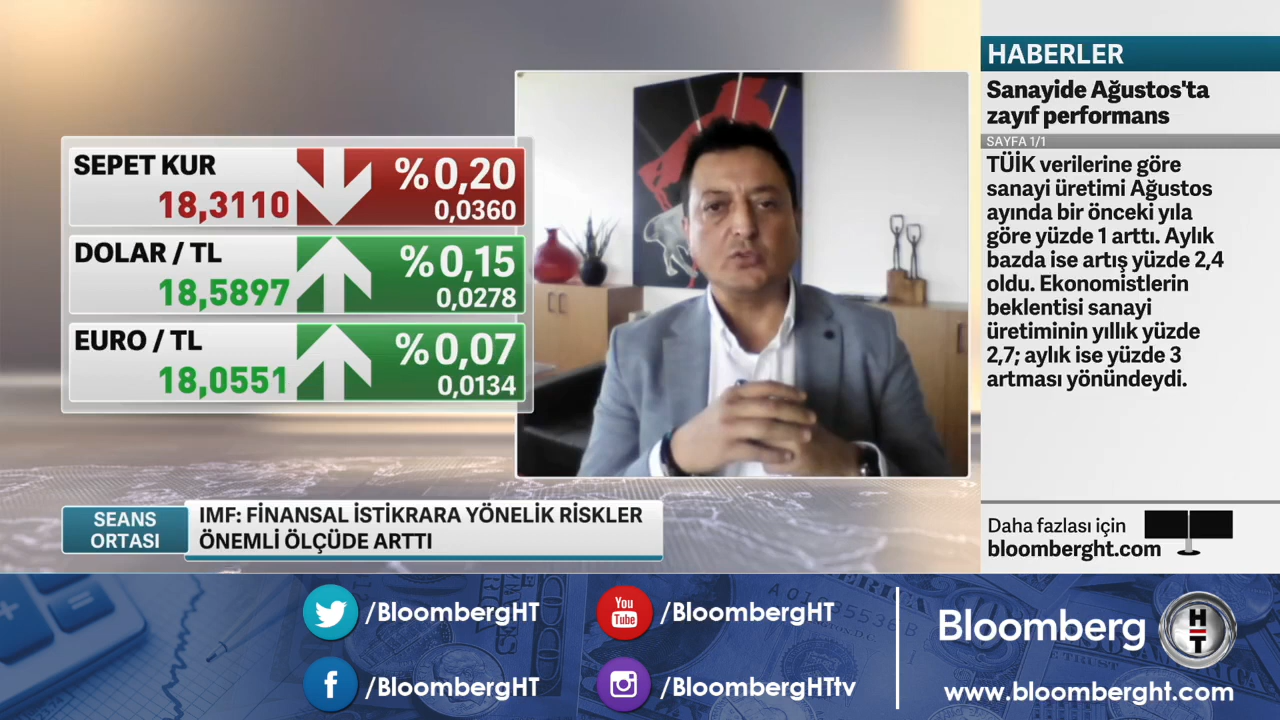 SEPET KUR
18,3110
%0,20
0,0360
DOLAR / TL
18,5897
%0,15
0,0278
EURO / TL
18,0551
%0,07
0,0134
SEANS
ORTASI
IMF: FİNANSAL İSTİKRARA YÖNELİK RİSKLER
ÖNEMLİ ÖLÇÜDE ARTTI
HABERLER
Sanayide Ağustos'ta
zayıf performans
SAYFA 1/1
TÜİK verilerine göre
sanayi üretimi Ağustos
ayında bir önceki yıla
göre yüzde 1 arttı. Aylık
bazda ise artış yüzde 2,4
oldu. Ekonomistlerin
beklentisi sanayi
üretiminin yıllık yüzde
2,7; aylık ise yüzde 3
artması yönündeydi.
Daha fazlası için
bloomberght.com
/BloombergHT
You
Tube
/BloombergHT
f
/BloombergHT
/BloombergHTtv
Bloomberg
HT
www.bloomberght.com